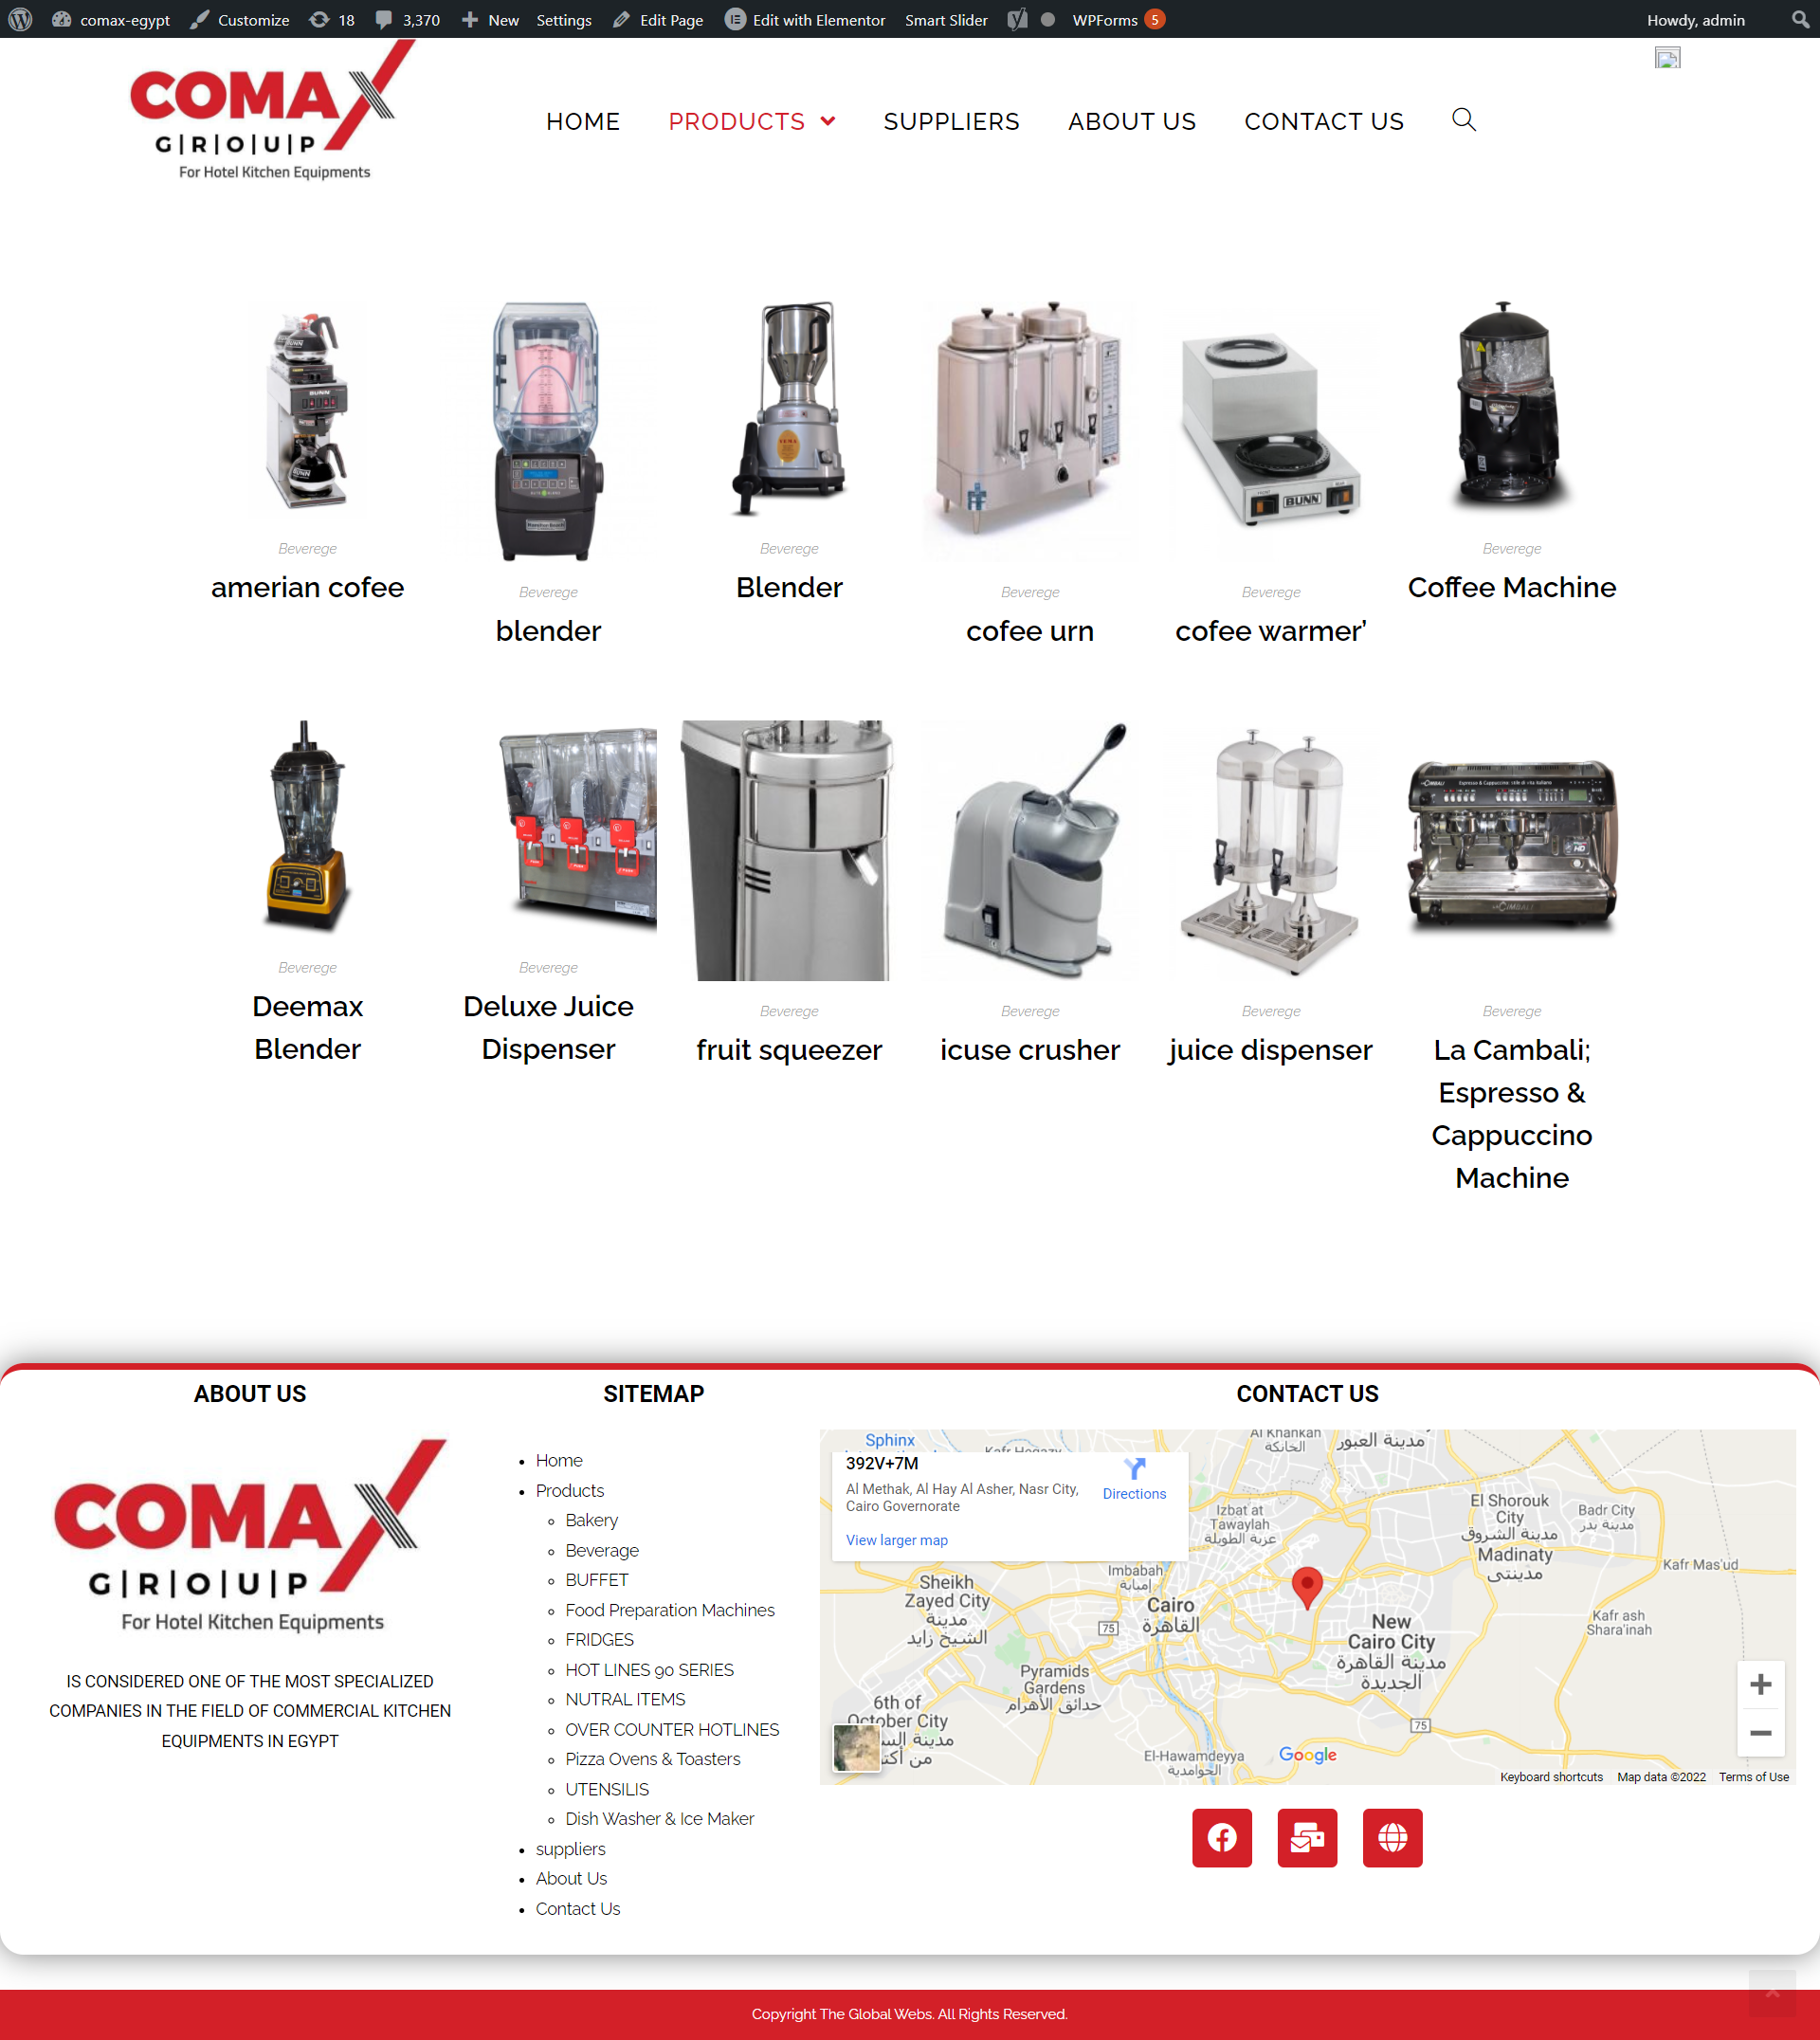 comax-egypt Customize 18 3,370 New Settings Edit Page Edit with Elementor Smart Slider WPForms 5 Howdy, admin
COMAX
G|R|O|U|P
For Hotel Kitchen Equipments
HOME PRODUCTS SUPPLIERS ABOUT US CONTACT US
BUNN
BUNN
Beverege
amerian cofee
Beverege
blender
Beverege
Blender
Beverege
cofee urn
Beverege
cofee warmer’
Beverege
Coffee Machine
Beverege
Deemax
Blender
Beverege
Deluxe Juice
Dispenser
Beverege
fruit squeezer
Beverege
icuse crusher
Beverege
juice dispenser
Beverege
La Cambali;
Espresso &
Cappuccino
Machine
ABOUT US
COMAX
G|R|O|U|P
For Hotel Kitchen Equipments
IS CONSIDERED ONE OF THE MOST SPECIALIZED
COMPANIES IN THE FIELD OF COMMERCIAL KITCHEN
EQUIPMENTS IN EGYPT
SITEMAP
Home
Products
Bakery
Beverage
BUFFET
Food Preparation Machines
FRIDGES
HOT LINES 90 SERIES
NUTRAL ITEMS
OVER COUNTER HOTLINES
Pizza Ovens & Toasters
UTENSILIS
Dish Washer & Ice Maker
suppliers
About Us
Contact Us
CONTACT US
Sphinx
392V+7M
Al Methak, Al Hay Al Asher, Nasr City,
Cairo Governorate
Directions
View larger map
Al Khankah
الخانكة
مدينة العبور
Izbat at
Tawaylah
عزبة الطويلة
El Shorouk
City
مدينة الشروق
Badr City
مدينة بدر
Madinaty
مدينتي
Kafr Mas'ud
Imbabah
إمبابة
Sheikh
Zayed City
مدينة
الشيخ زايد
Cairo
القاهرة
75
New
Cairo City
مدينة القاهرة
الجديدة
Kafr ash
Shara'inah
Pyramids
Gardens
حدائق الأهرام
6th of
October City
75
El-Hawamdeyya
الحوامدية
Google
Keyboard shortcuts Map data ©2022 Terms of Use
Copyright The Global Webs. All Rights Reserved.